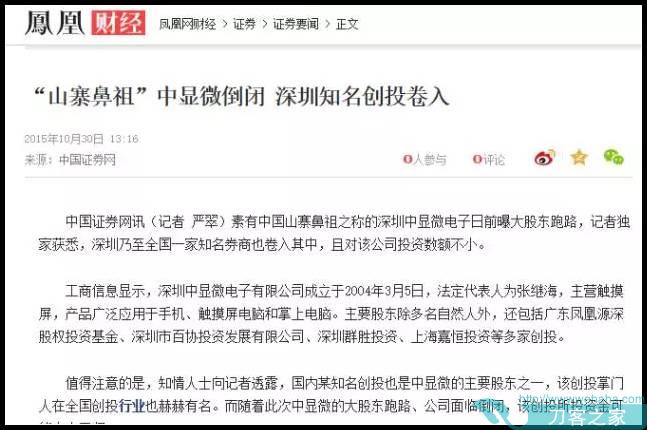 鳳凰 财经
凤凰网财经 > 证券 > 证券要闻 > 正文
“山寨鼻祖”中显微倒闭 深圳知名创投卷入
2015年10月30日 13:16
来源：中国证券网
0人参与 0评论
中国证券网讯（记者 严翠）素有中国山寨鼻祖之称的深圳中显微电子日前曝大股东跑路，记者独
家获悉，深圳乃至全国一家知名券商也卷入其中，且对该公司投资数额不小。
工商信息显示，深圳中显微电子有限公司成立于2004年3月5日，法定代表人为张继海，主营触摸
屏，产品广泛应用于手机、触摸屏电脑和掌上电脑。主要股东除多名自然人外，还包括广东凤凰源深
股权投资基金、深圳市百协投资发展有限公司、深圳群胜投资、上海嘉恒投资等多家创投。
值得注意的是，知情人士向记者透露，国内某知名创投也是中显微的主要股东之一，该创投掌门
人在全国创投行业也赫赫有名。而随着此次中显微的大股东跑路、公司面临倒闭，该创投所投资金可
刀客之家